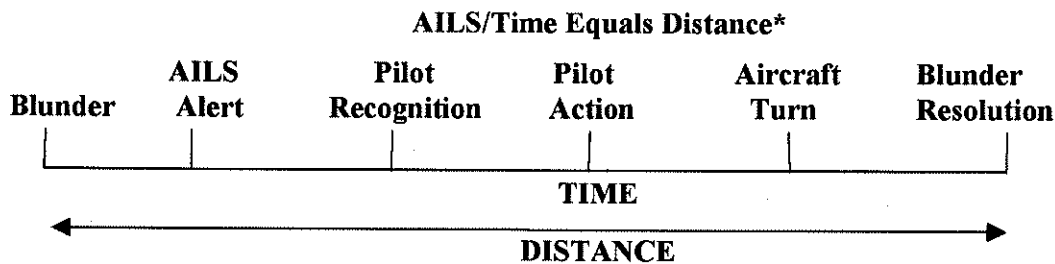 AILS/Time Equals Distance*
AILS Pilot Pilot Aircraft Blunder
Blunder Alert Recognition Action Turn Resolution
TIME
DISTANCE